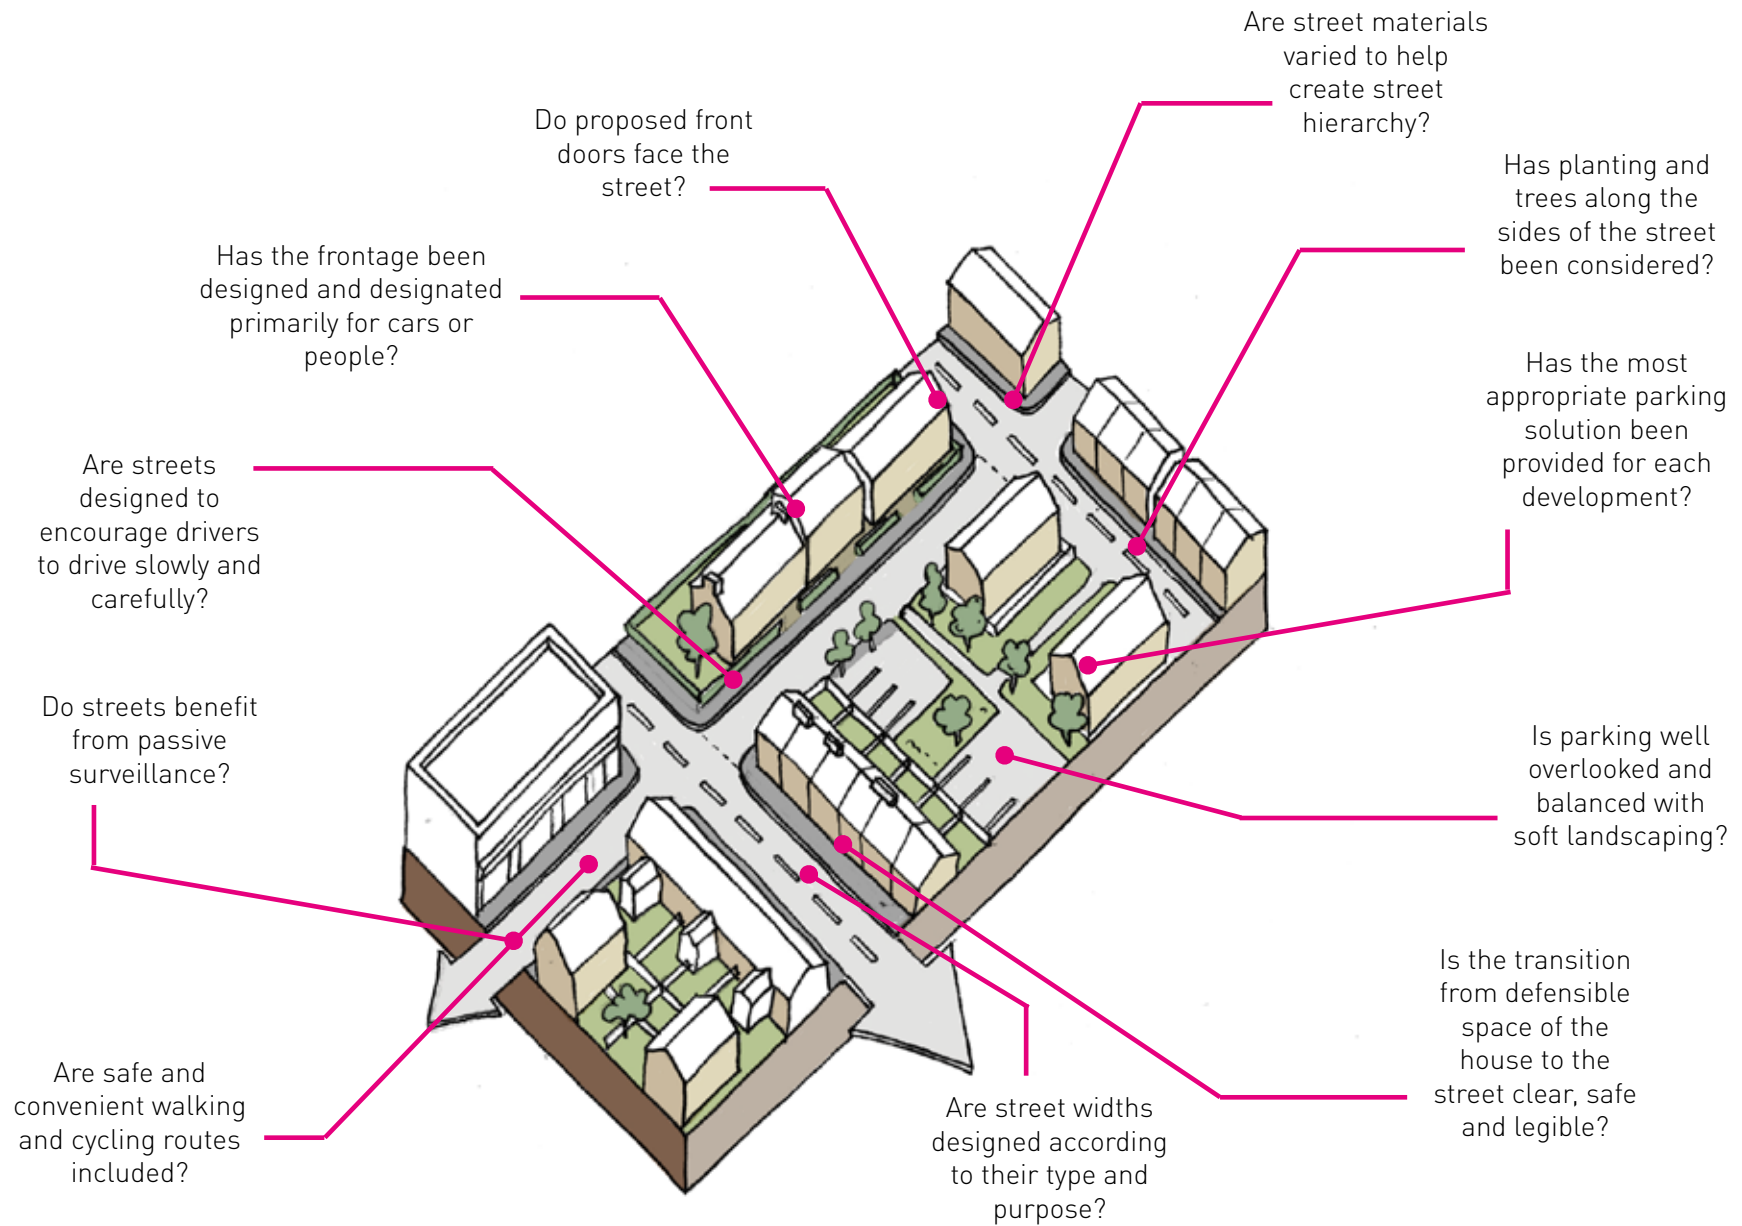 Are street materials
varied to help
create street
hierarchy?
Do proposed front
doors face the
street?
Has planting and
trees along the
sides of the street
been considered?
Has the frontage been
designed and designated
primarily for cars or
people?
Has the most
appropriate parking
solution been
provided for each
development?
Are streets
designed to
encourage drivers
to drive slowly and
carefully?
Do streets benefit
from passive
surveillance?
Is parking well
overlooked and
balanced with
soft landscaping?
Is the transition
from defensible
space of the
house to the
street clear, safe
and legible?
Are safe and
convenient walking
and cycling routes
included?
Are street widths
designed according
to their type and
purpose?